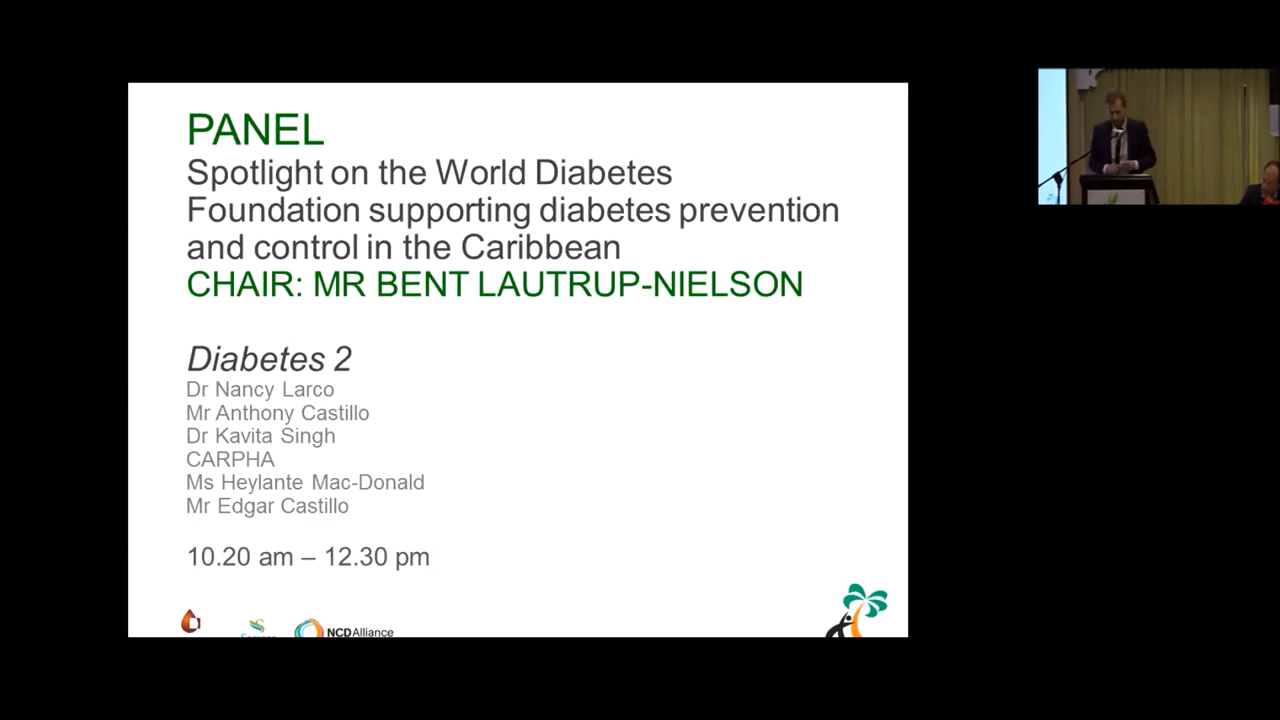 PANEL
Spotlight on the World Diabetes
Foundation supporting diabetes prevention
and control in the Caribbean
CHAIR: MR BENT LAUTRUP-NIELSON
Diabetes 2
Dr Nancy Larco
Mr Anthony Castillo
Dr Kavita Singh
CARPHA
Ms Heylante Mac-Donald
Mr Edgar Castillo
10.20 am – 12.30 pm
NCDAlliance